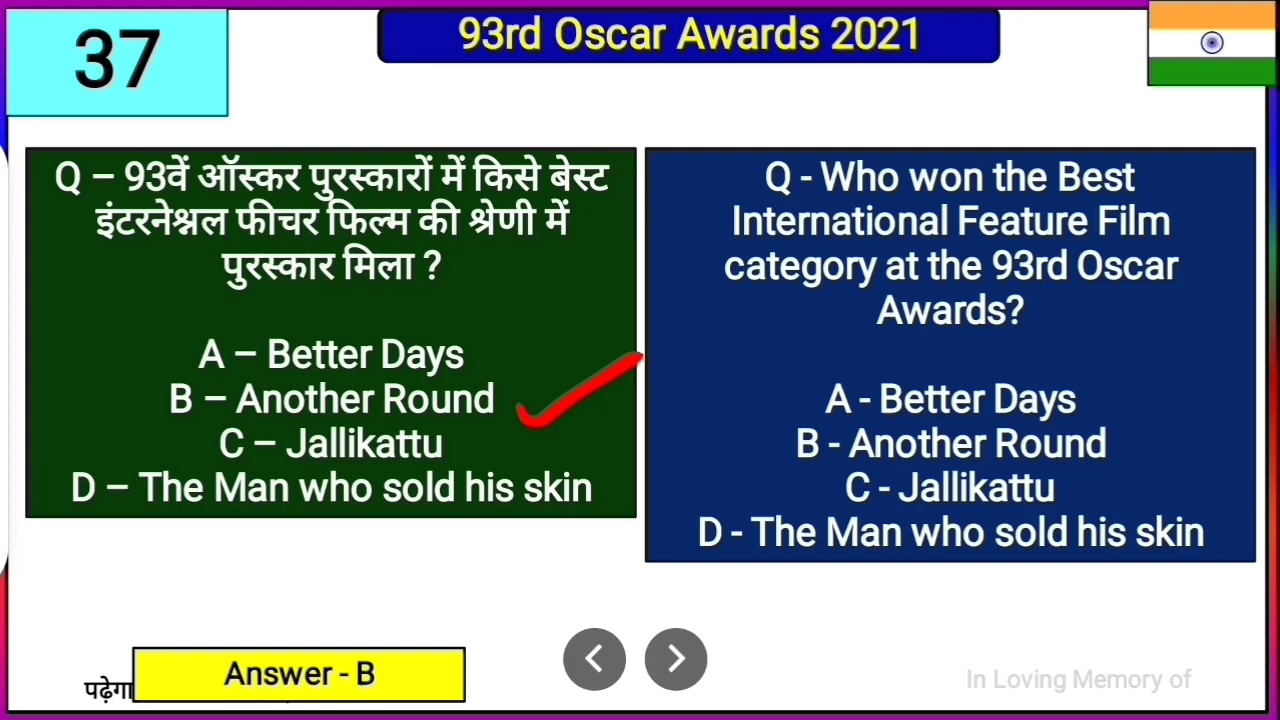 37
93rd Oscar Awards 2021
Q – 93वें ऑस्कर पुरस्कारों में किसे बेस्ट
इंटरनेश्नल फीचर फिल्म की श्रेणी में
पुरस्कार मिला ?
A – Better Days
B – Another Round
C – Jallikattu
D – The Man who sold his skin
Q - Who won the Best
International Feature Film
category at the 93rd Oscar
Awards?
A - Better Days
B - Another Round
C - Jallikattu
D - The Man who sold his skin
पढ़ेगा
Answer - B
In Loving Memory of